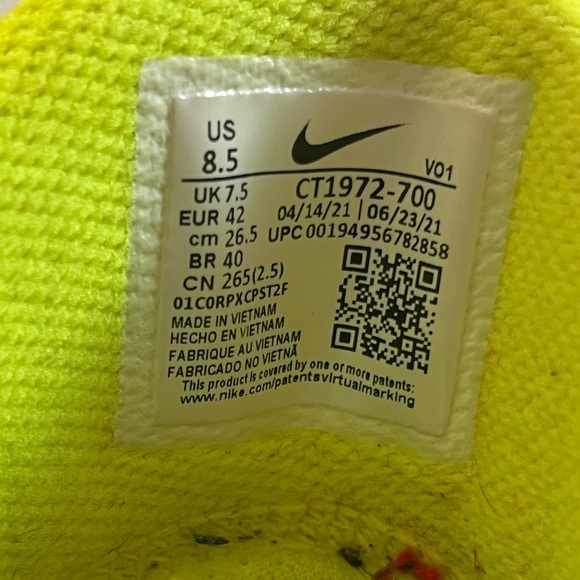 US
8.5
V01
UK 7.5
EUR 42
cm 26.5
BR 40
CN 265(2.5)
CT1972-700
04/14/21 | 06/23/21
UPC 00194956782858
01C0RPXCPST2F
MADE IN VIETNAM
HECHO EN VIETNAM
FABRIQUE AU VIETNAM
FABRICADO NO VIETNÃ
This product is covered by one or more patents:
www.nike.com/patentsvirtualmarking